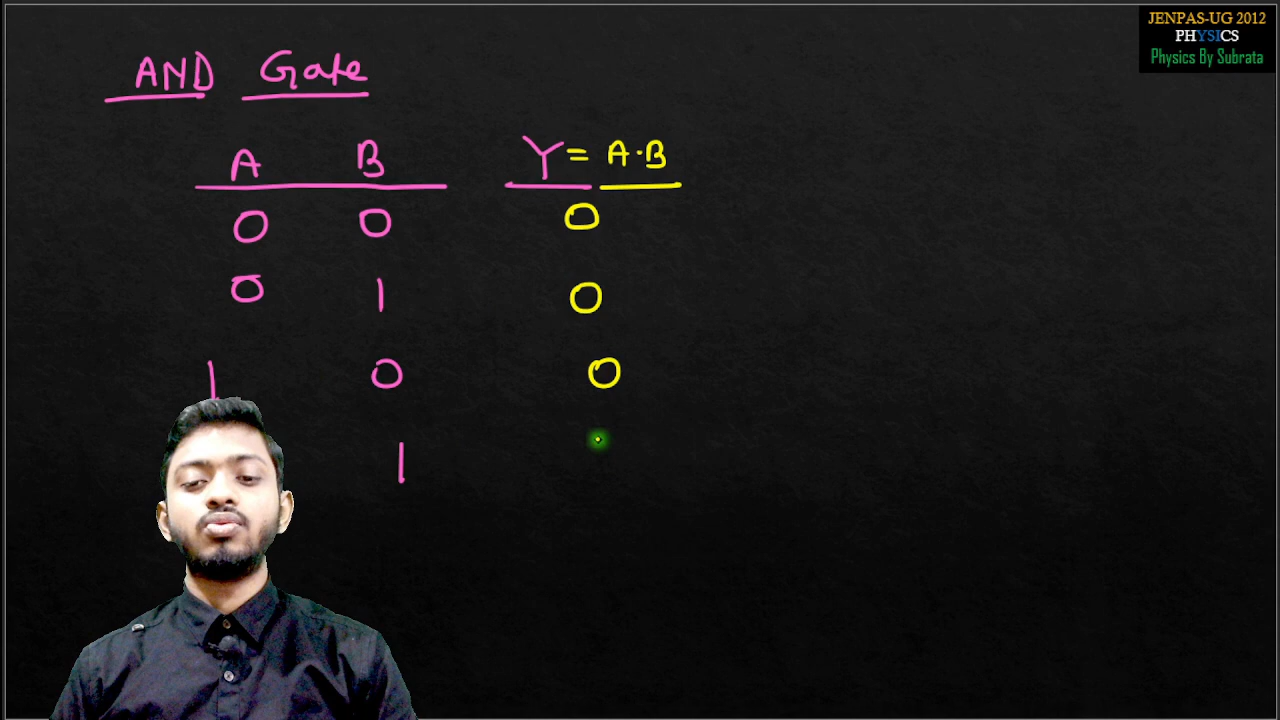 JENPAS-UG 2012
PHYSICS
Physics By Subrata
AND Gate
A B Y = A·B
0 0 0
0 1 0
1 0 0
1